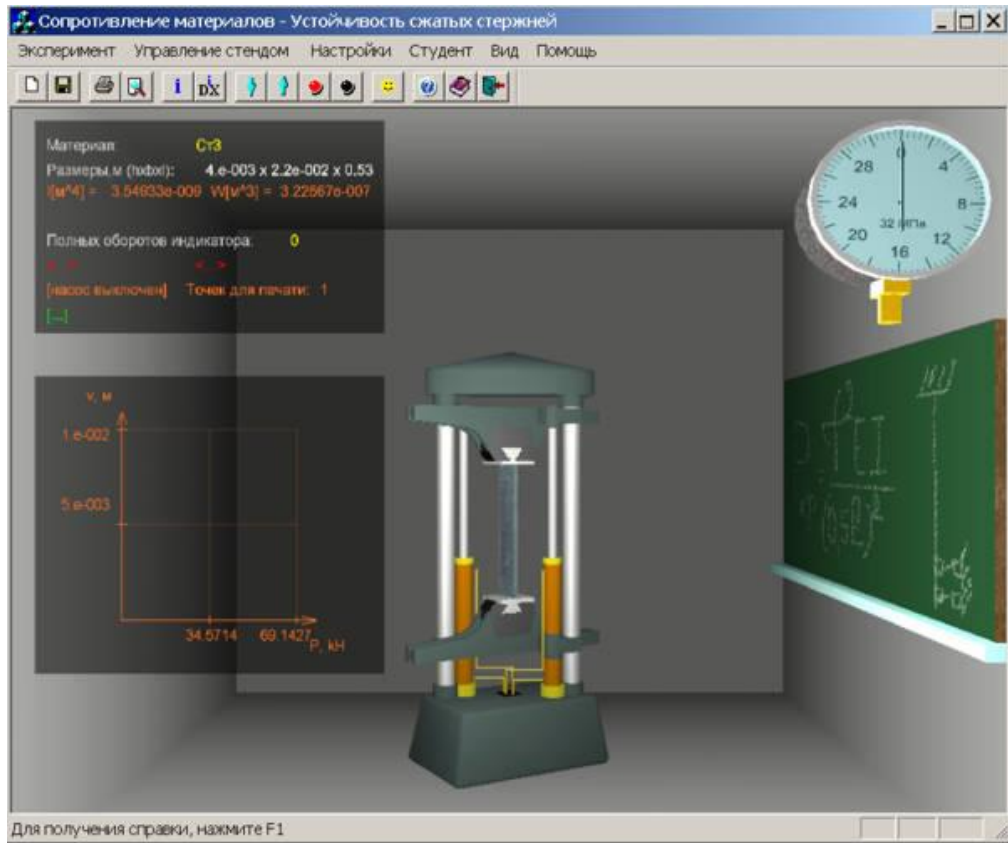 Сопротивление материалов - Устойчивость сжатых стержней
Эксперимент Управление стендом Настройки Студент Вид Помощь
Материал: Ст3
Размеры,м (hxbxl): 4.e-003 x 2.2e-002 x 0.53
I[м^4] = 3.54933e-009 W[м^3] = 3.22567e-007
Полных оборотов индикатора: 0
<...> <...>
[насос выключен] Точек для печати: 1
[...]
0
28 4
24 8
32 МПа
20 12
16
v, м
1.e-002
5.e-003
34.5714 69.1427
P, kH
Для получения справки, нажмите F1